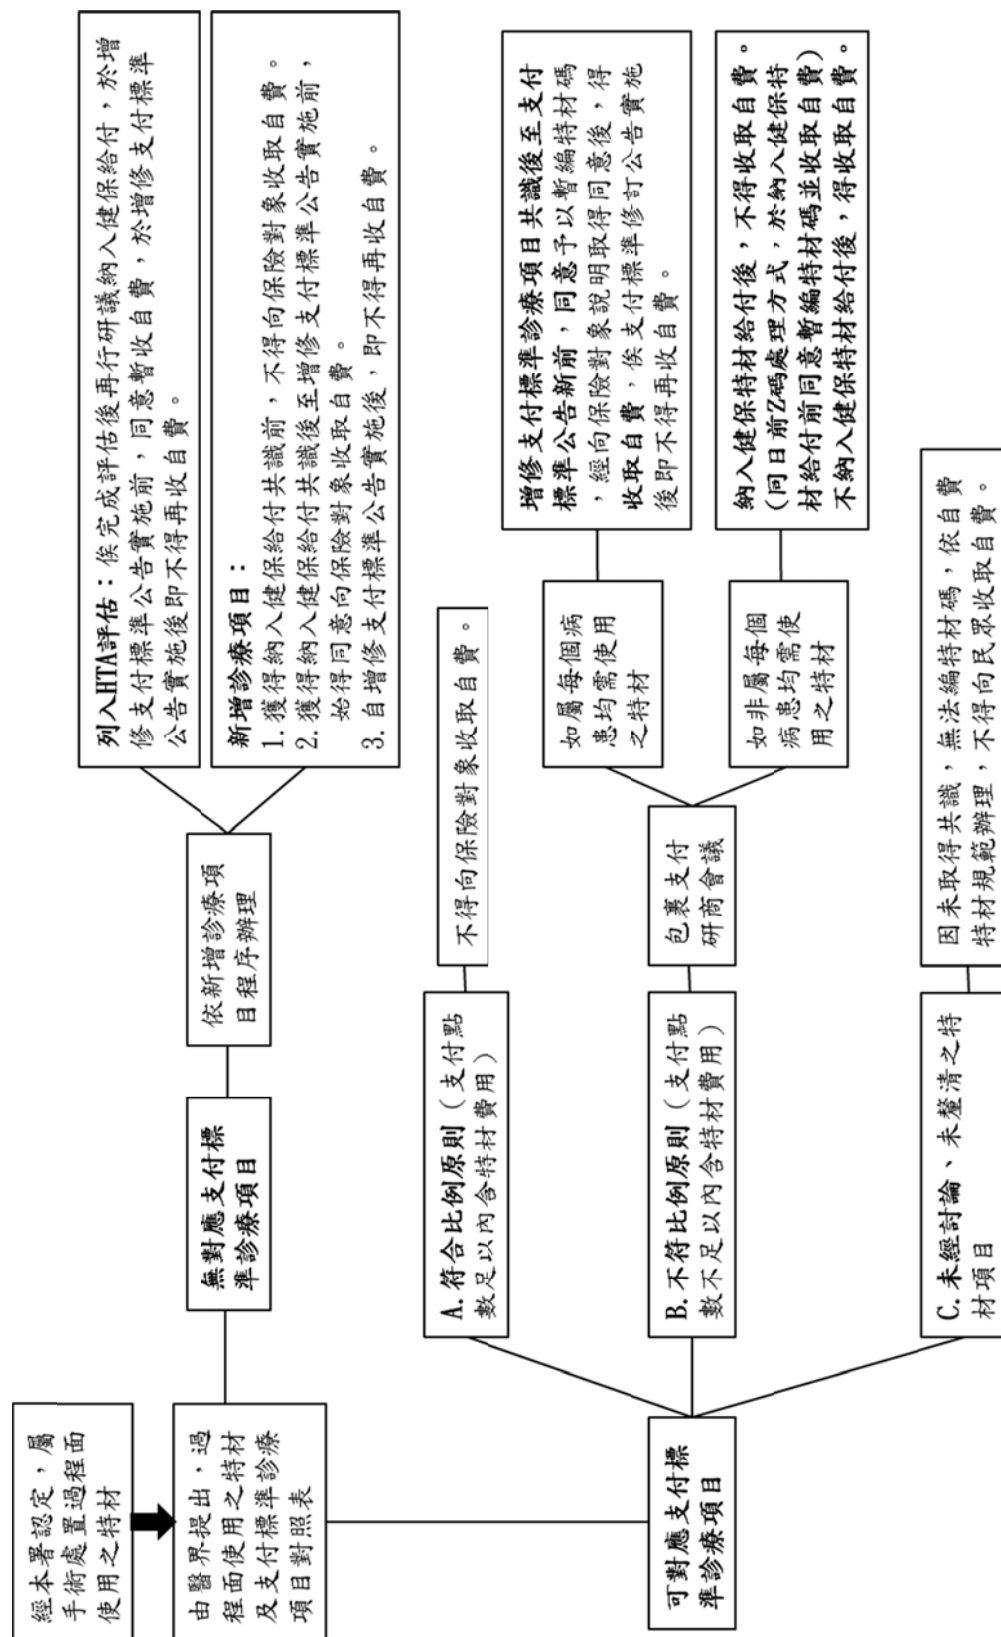 經本署認定，屬
手術處置過程面
使用之特材
由醫界提出，過
程面使用之特材
及支付標準診療
項目對照表
無對應支付標
準診療項目
依新增診療項
目程序辦理
列入HTA評估：俟完成評估後再行研議納入健保給付，於增
修支付標準公告實施前，同意暫收自費，於增修支付標準
公告實施後即不得再收自費。
新增診療項目：
1.獲得納入健保給付共識前，不得向保險對象收取自費。
2.獲得納入健保給付共識後至增修支付標準公告實施前，
始得同意向保險對象收取自費。
3.自增修支付標準公告實施後，即不得再收自費。
可對應支付標
準診療項目
A.符合比例原則（支付點
數足以內含特材費用）
不得向保險對象收取自費。
B.不符比例原則（支付點
數不足以內含特材費用）
包裹支付
研商會議
如屬每個病
患均需使用
之特材
增修支付標準診療項目共識後至支付
標準公告新前，同意予以暫編特材碼
，經向保險對象說明取得同意後，得
收取自費，俟支付標準修訂公告實施
後即不得再收自費。
如非屬每個
病患均需使
用之特材
納入健保特材給付後，不得收取自費。
(同日前Z碼處理方式，於納入健保特
材給付前同意暫編特材碼並收取自費)
不納入健保特材給付後，得收取自費。
C.未經討論、未釐清之特
材項目
因未取得共識，無法編特材碼，依自費
特材規範辦理，不得向民眾收取自費。